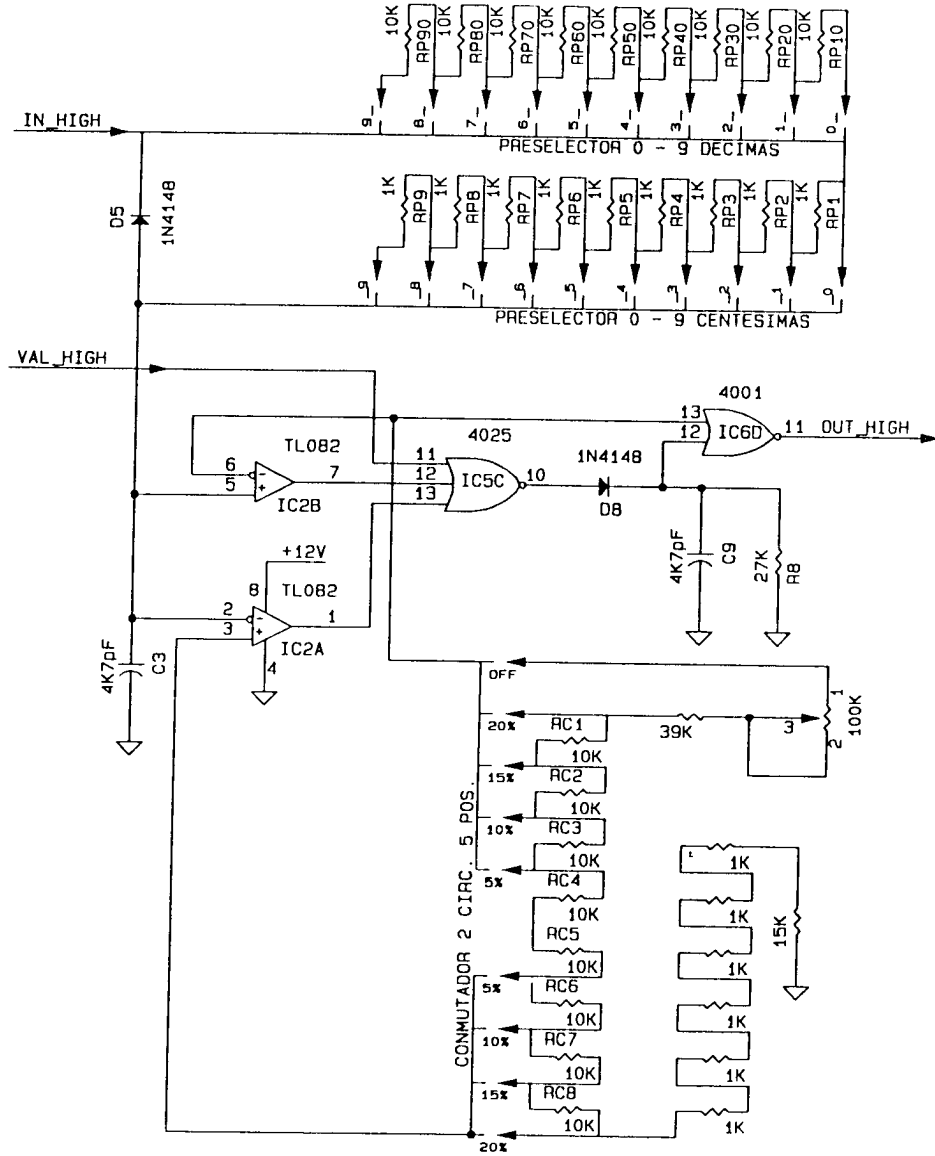 10K RP90 10K RP80 10K RP70 10K RP60 10K RP50 10K RP40 10K RP30 10K RP20 10K RP10
IN_HIGH
9_ 8_ 7_ 6_ 5_ 4_ 3_ 2_ 1_ 0_
PRESELECTOR 0 - 9 DECIMAS
D5
1N4148
1K RP9 1K RP8 1K RP7 1K RP6 1K RP5 1K RP4 1K RP3 1K RP2 1K RP1
_9 _8 _7 _6 _5 _4 _3 _2 _1 _0
PRESELECTOR 0 - 9 CENTESIMAS
VAL_HIGH
4001
13
12
IC6D
11
OUT_HIGH
TL082
6
5
7
IC2B
4025
11
12
13
IC5C
10
1N4148
D8
4K7pF
C9
27K
R8
+12V
8
TL082
2
3
1
IC2A
4
4K7pF
C3
OFF
20%
15%
10%
5%
5%
10%
15%
20%
CONMUTADOR 2 CIRC. 5 POS.
RC1
10K
RC2
10K
RC3
10K
RC4
10K
RC5
10K
RC6
10K
RC7
10K
RC8
10K
39K
1
3
2
100K
1K
1K
1K
1K
1K
1K
15K